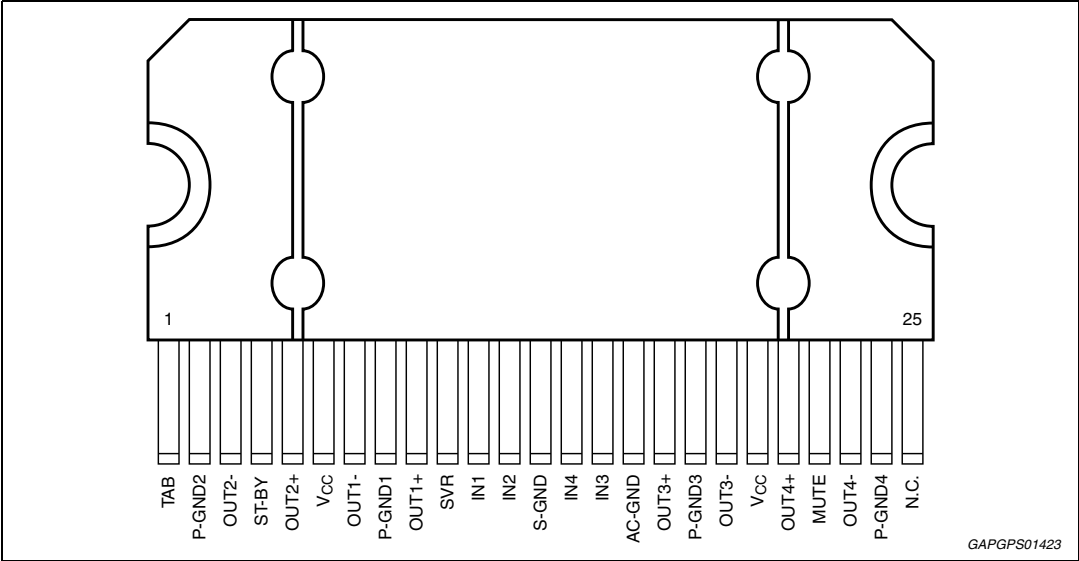 1
25
TAB
P-GND2
OUT2-
ST-BY
OUT2+
VCC
OUT1-
P-GND1
OUT1+
SVR
IN1
IN2
S-GND
IN4
IN3
AC-GND
OUT3+
P-GND3
OUT3-
VCC
OUT4+
MUTE
OUT4-
P-GND4
N.C.
GAPGPS01423